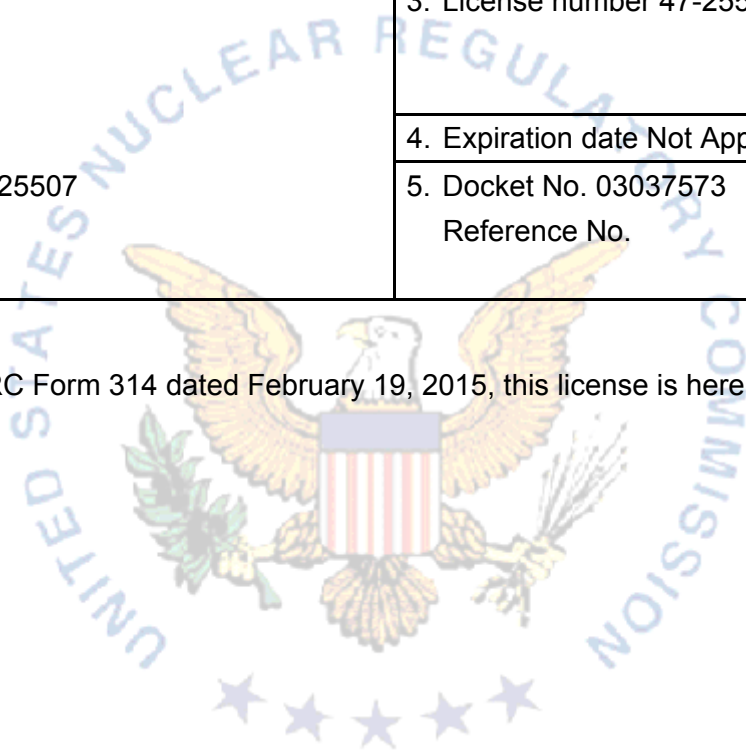 3. License number 47-255
4. Expiration date Not App
25507
5. Docket No. 03037573
Reference No.
RC Form 314 dated February 19, 2015, this license is here
UNITED STATES NUCLEAR REGULATORY COMMISSION